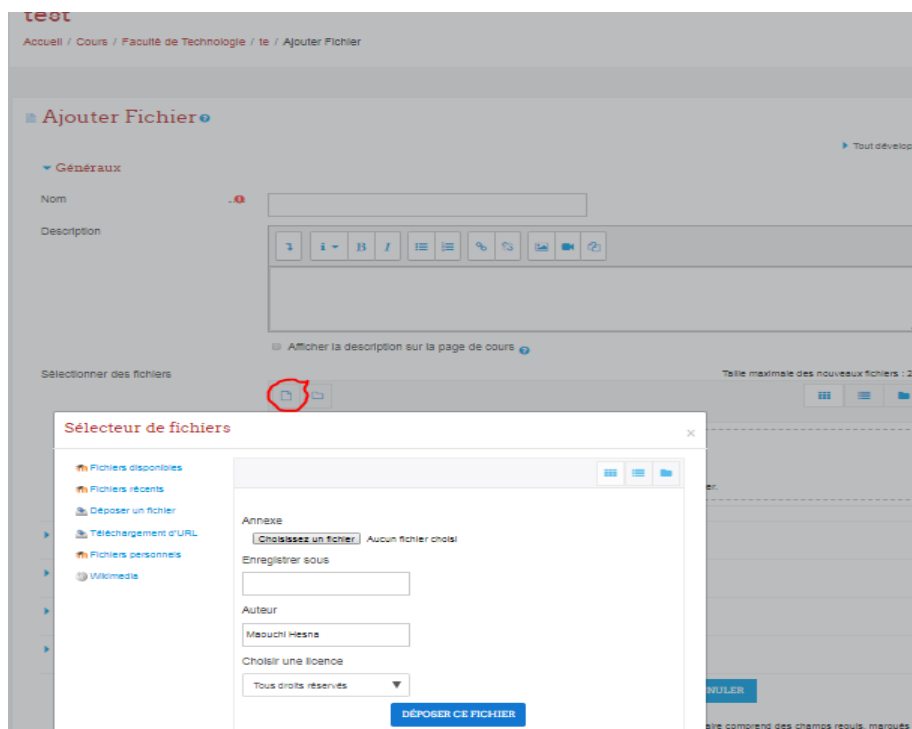 test
Accueil / Cours / Faculté de Technologie / te / Ajouter Fichier
Ajouter Fichier
Tout dévelop
Généraux
Nom
Description
B I
Afficher la description sur la page de cours
Sélectionner des fichiers
Taille maximale des nouveaux fichiers : 2
Sélecteur de fichiers
×
Fichiers disponibles
Fichiers récents
Déposer un fichier
Téléchargement d'URL
Fichiers personnels
Wikimedia
er.
Annexe
Choisissez un fichier Aucun fichier choisi
Enregistrer sous
Auteur
Maouchi Hesna
Choisir une licence
Tous droits réservés
DÉPOSER CE FICHIER
NULER
aire comprend des champs requis, marqués